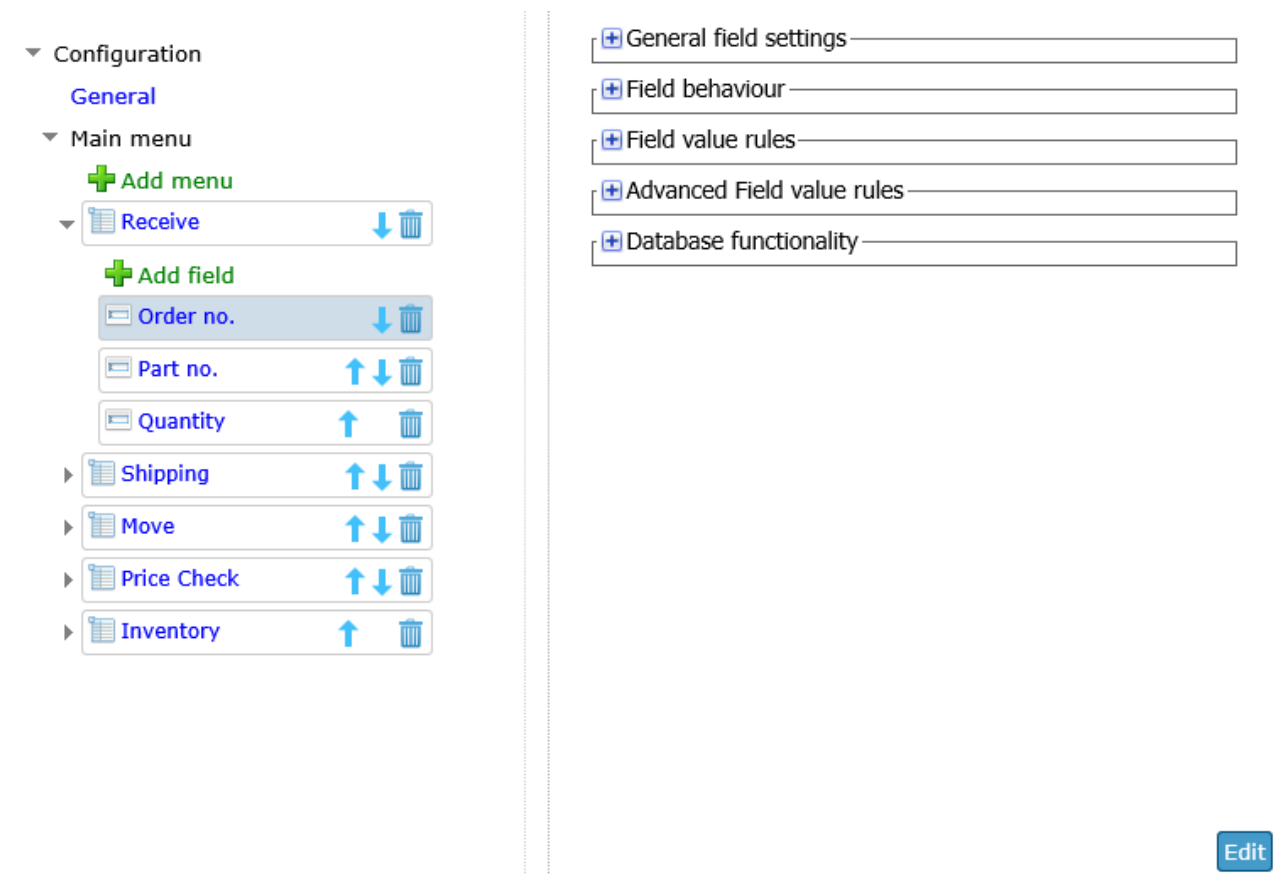 Configuration
General
Main menu
Add menu
Receive
Add field
Order no.
Part no.
Quantity
Shipping
Move
Price Check
Inventory
General field settings
Field behaviour
Field value rules
Advanced Field value rules
Database functionality
Edit